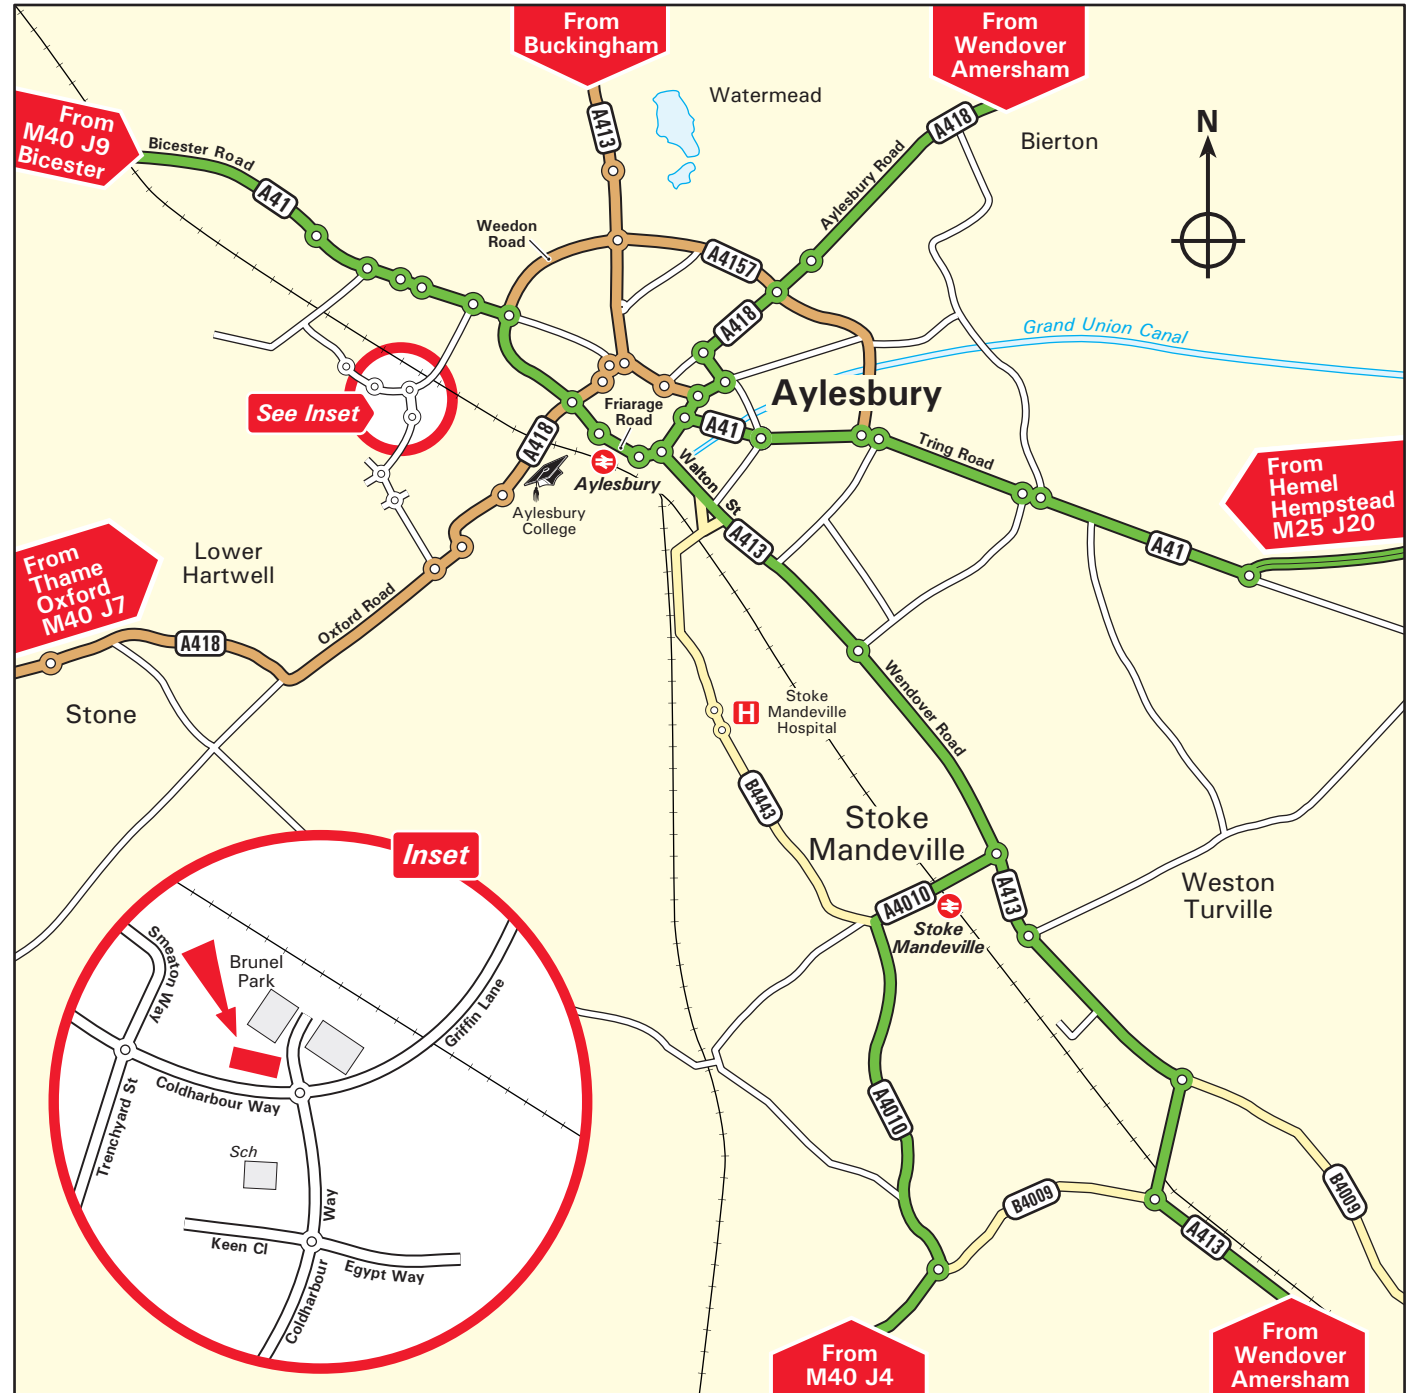 From
Buckingham
From
Wendover
Amersham
From
M40 J9
Bicester
Bicester Road
A41
A413
Watermead
A418
Bierton
N
Aylesbury Road
Weedon
Road
A4157
A418
Grand Union Canal
See Inset
Friarage
Road
Aylesbury
A41
A418
Tring Road
Aylesbury
Walton St
Aylesbury
College
From
Hemel
Hempstead
M25 J20
A413
A41
Lower
Hartwell
From
Thame
Oxford
M40 J7
Oxford Road
A418
Stone
H
Stoke
Mandeville
Hospital
Wendover Road
B4443
Stoke
Mandeville
A4010
A413
Weston
Turville
Stoke
Mandeville
Inset
Smeaton Way
Brunel
Park
Griffin Lane
Coldharbour Way
Trenchyard St
Sch
Keen Cl
Egypt Way
Coldharbour
Way
A4010
B4009
B4009
A413
From
M40 J4
From
Wendover
Amersham